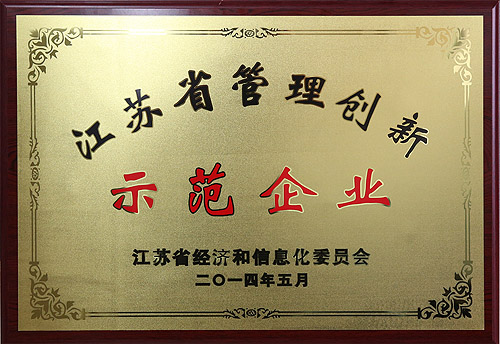 江苏省管理创新
示范企业
江苏省经济和信息化委员会
二〇一四年五月